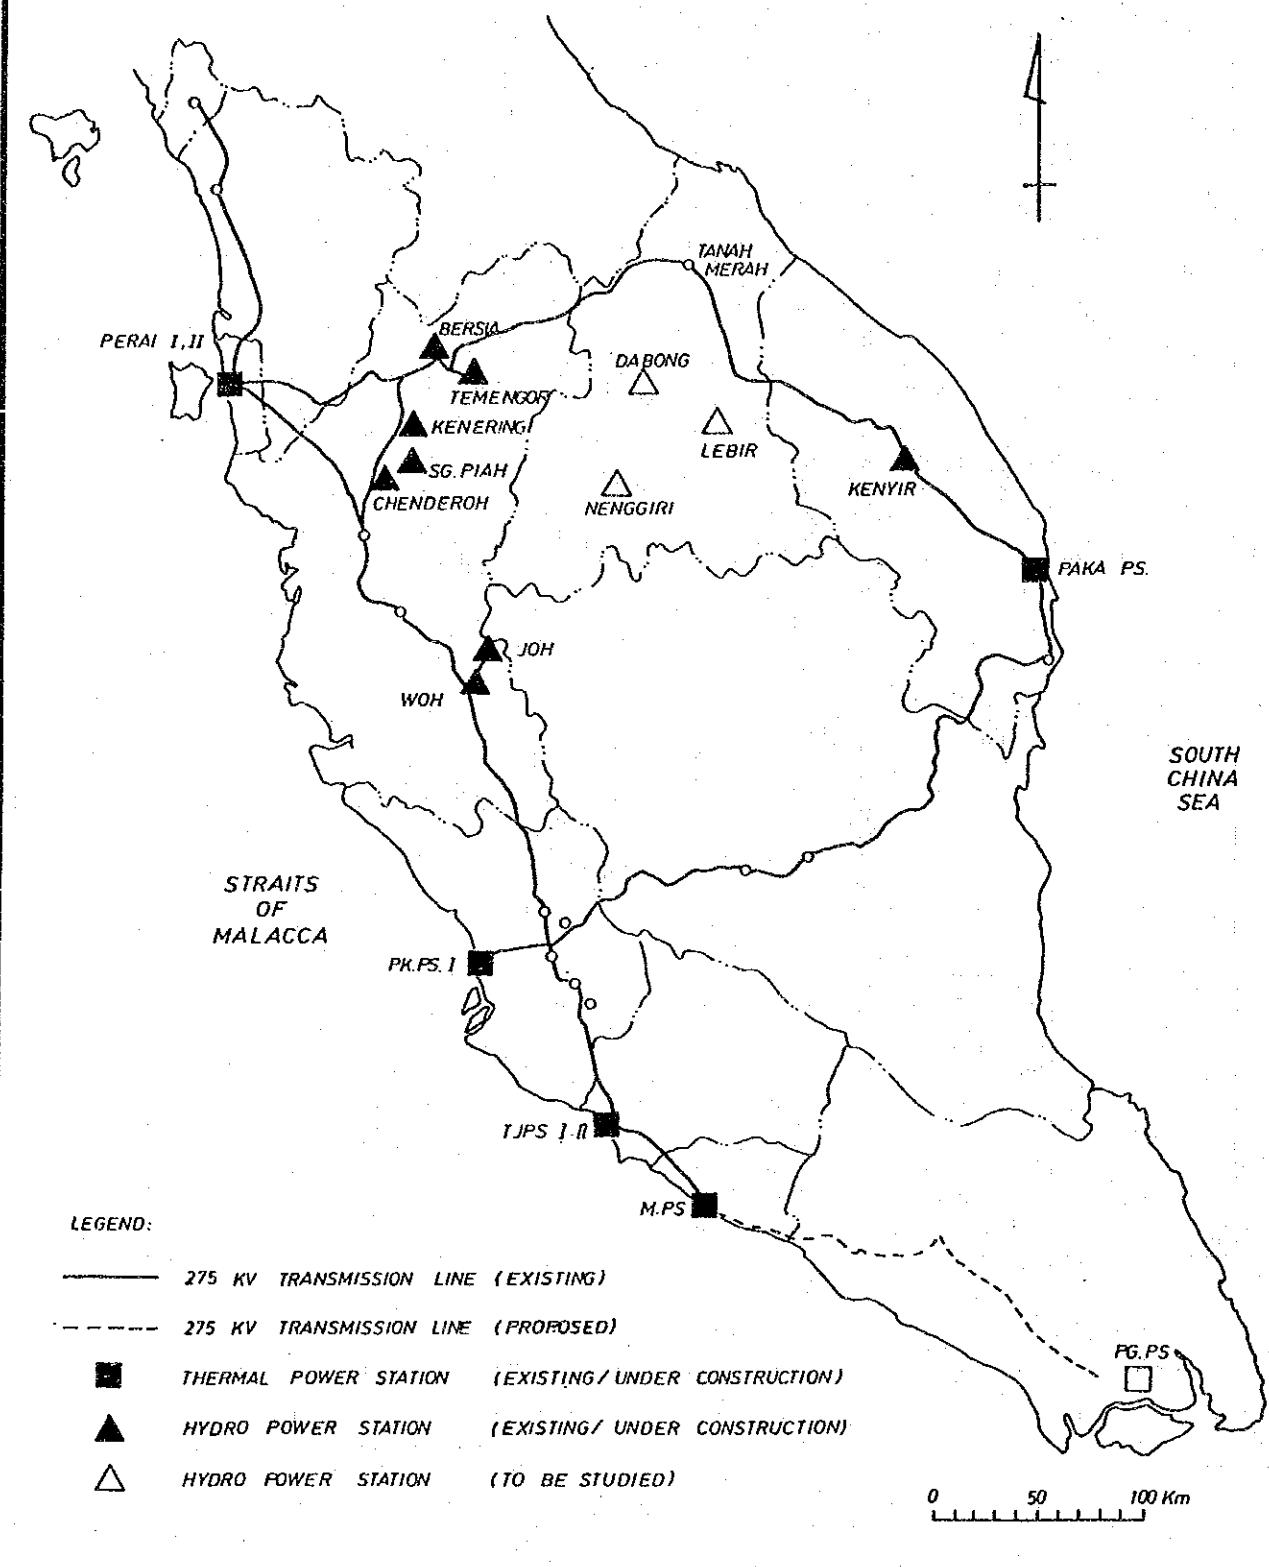 TANAH
MERAH
PERAI I,II
BERSIA
TEMENGOR
DABONG
KENERING
LEBIR
SG. PIAH
CHENDEROH
NENGGIRI
KENYIR
PAKA PS.
JOH
WOH
SOUTH
CHINA
SEA
STRAITS
OF
MALACCA
PK.PS. I
TJPS I-II
M.PS
PG.PS
LEGEND:
275 KV TRANSMISSION LINE (EXISTING)
275 KV TRANSMISSION LINE (PROPOSED)
THERMAL POWER STATION (EXISTING/UNDER CONSTRUCTION)
HYDRO POWER STATION (EXISTING/ UNDER CONSTRUCTION)
HYDRO POWER STATION (TO BE STUDIED)
0 50 100 Km